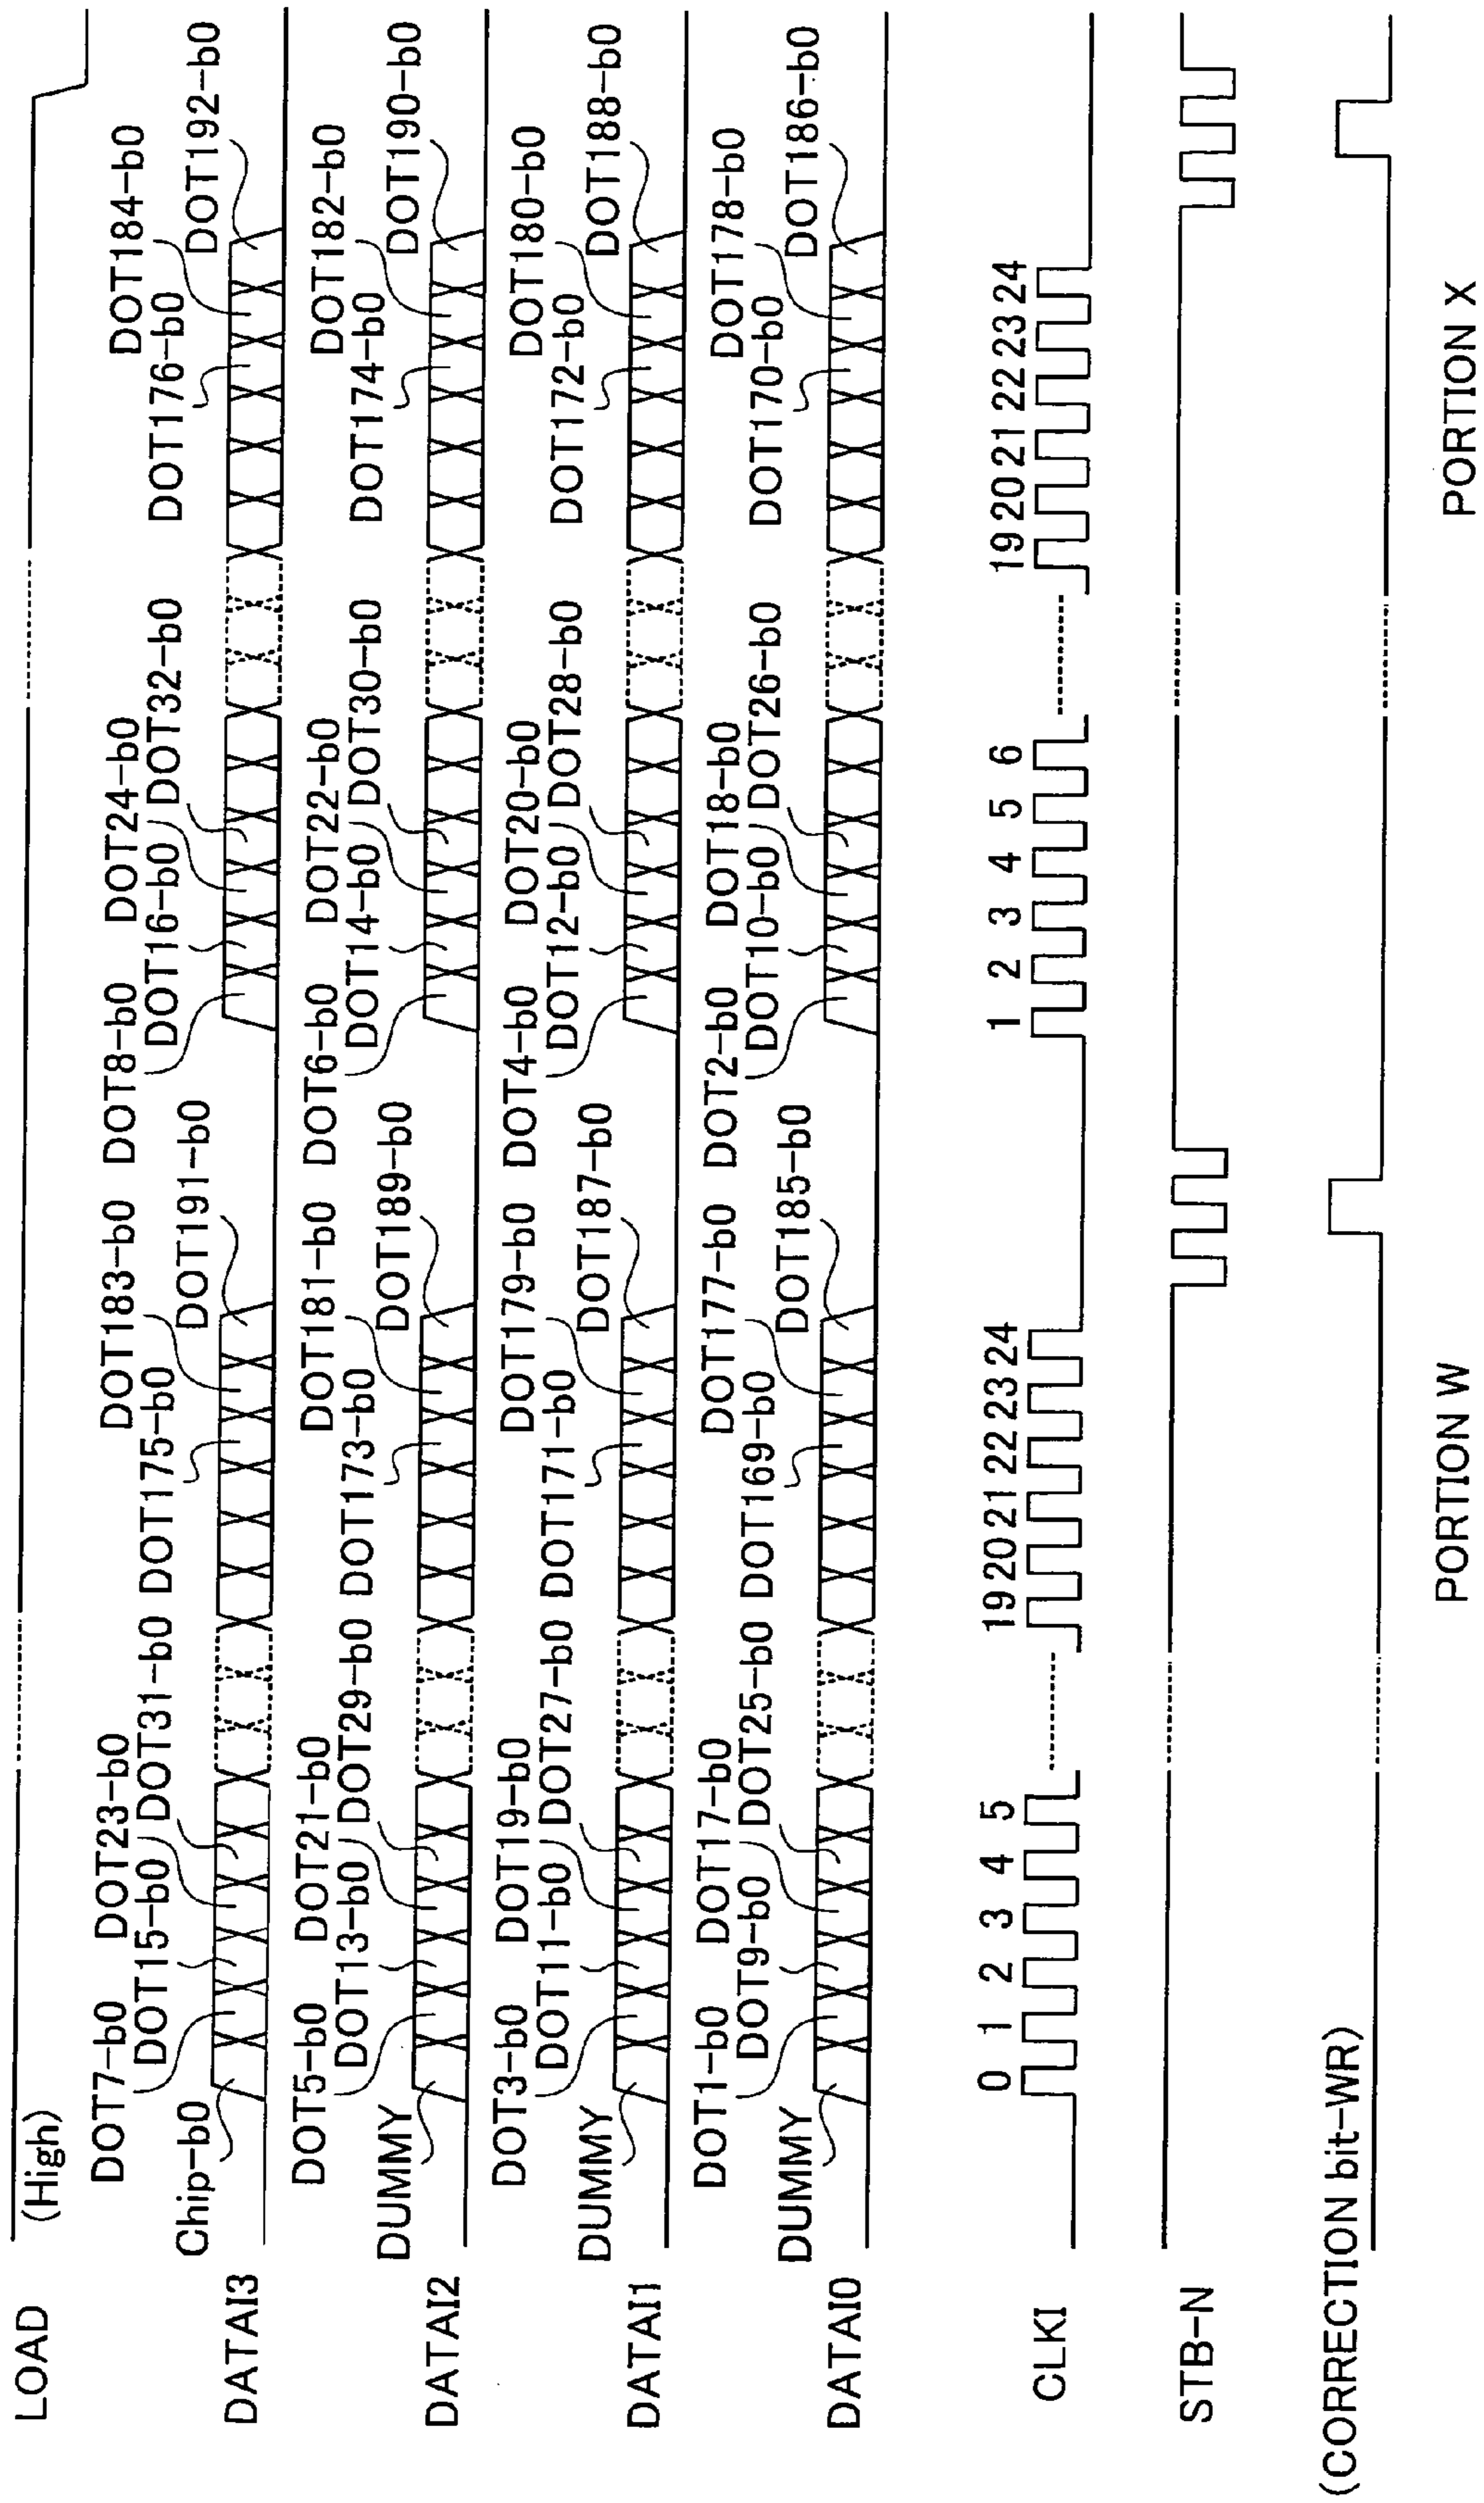 LOAD
(High)
DATAI3
Chip-b0
DOT7-b0
DOT15-b0
DOT23-b0
DOT31-b0
DOT175-b0
DOT183-b0
DOT191-b0
DOT8-b0
DOT16-b0
DOT24-b0
DOT32-b0
DOT176-b0
DOT184-b0
DOT192-b0
DATAI2
DUMMY
DOT5-b0
DOT13-b0
DOT21-b0
DOT29-b0
DOT173-b0
DOT181-b0
DOT189-b0
DOT6-b0
DOT14-b0
DOT22-b0
DOT30-b0
DOT174-b0
DOT182-b0
DOT190-b0
DATAI1
DUMMY
DOT3-b0
DOT11-b0
DOT19-b0
DOT27-b0
DOT171-b0
DOT179-b0
DOT187-b0
DOT4-b0
DOT12-b0
DOT20-b0
DOT28-b0
DOT172-b0
DOT180-b0
DOT188-b0
DATAI0
DUMMY
DOT1-b0
DOT9-b0
DOT17-b0
DOT25-b0
DOT169-b0
DOT177-b0
DOT185-b0
DOT2-b0
DOT10-b0
DOT18-b0
DOT26-b0
DOT170-b0
DOT178-b0
DOT186-b0
CLKI
0 1 2 3 4 5 19 20 21 22 23 24 1 2 3 4 5 6 19 20 21 22 23 24
STB-N
(CORRECTION bit-WR)
PORTION W
PORTION X